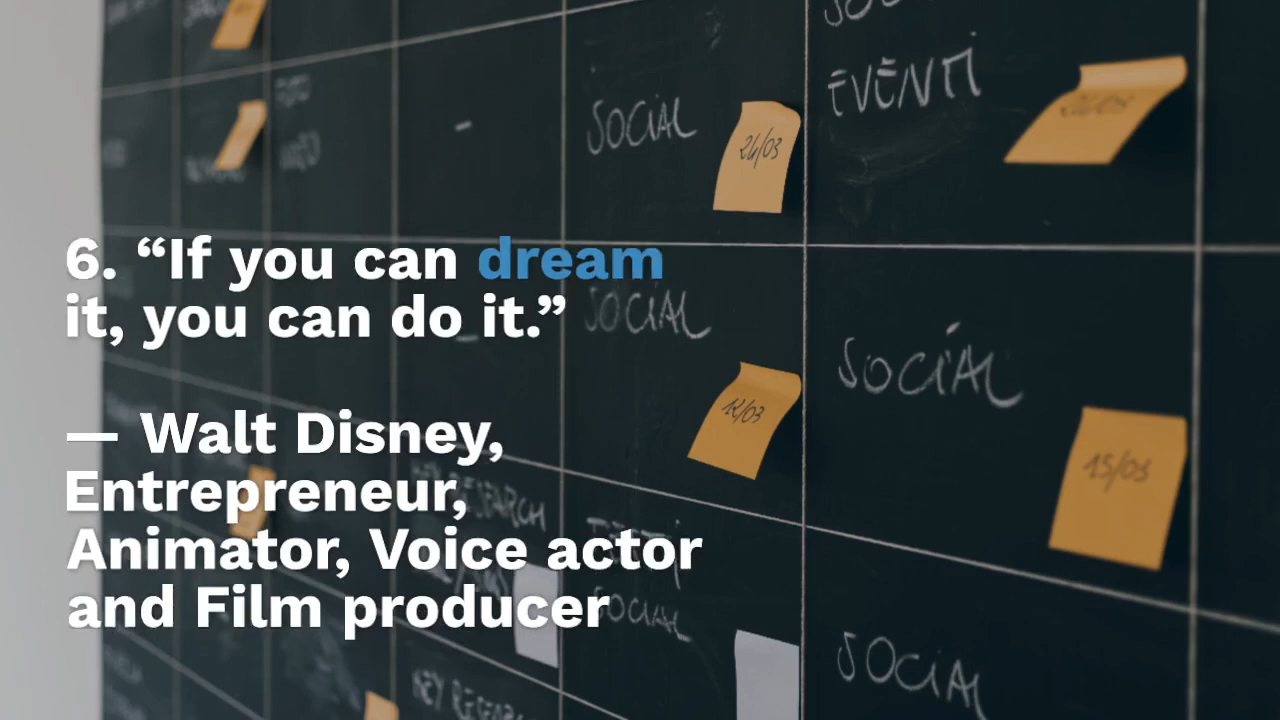 6. “If you can dream
it, you can do it.”
— Walt Disney,
Entrepreneur,
Animator, Voice actor
and Film producer
SOCIAL
24/03
EVENTI
SOCIAL
12/03
SOCIAL
15/03
SOCIAL
SOCIAL